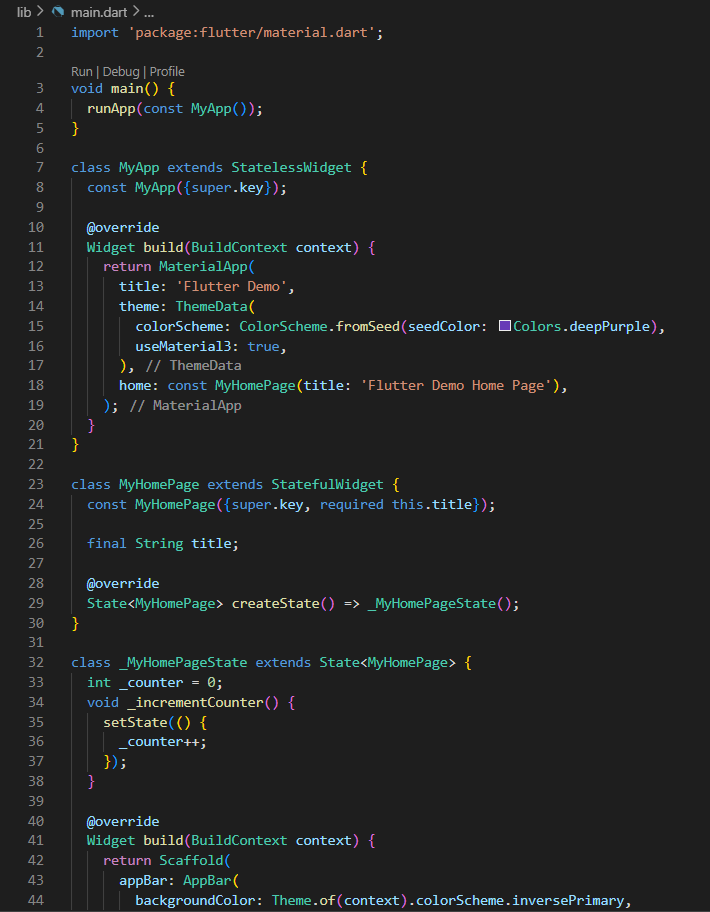 lib > main.dart > ...
1 import 'package:flutter/material.dart';
2
Run | Debug | Profile
3 void main() {
4   runApp(const MyApp());
5 }
6
7 class MyApp extends StatelessWidget {
8   const MyApp({super.key});
9
10   @override
11   Widget build(BuildContext context) {
12     return MaterialApp(
13       title: 'Flutter Demo',
14       theme: ThemeData(
15         colorScheme: ColorScheme.fromSeed(seedColor: Colors.deepPurple),
16         useMaterial3: true,
17       ), // ThemeData
18       home: const MyHomePage(title: 'Flutter Demo Home Page'),
19     ); // MaterialApp
20   }
21 }
22
23 class MyHomePage extends StatefulWidget {
24   const MyHomePage({super.key, required this.title});
25
26   final String title;
27
28   @override
29   State<MyHomePage> createState() => _MyHomePageState();
30 }
31
32 class _MyHomePageState extends State<MyHomePage> {
33   int _counter = 0;
34   void _incrementCounter() {
35     setState(() {
36       _counter++;
37     });
38   }
39
40   @override
41   Widget build(BuildContext context) {
42     return Scaffold(
43       appBar: AppBar(
44         backgroundColor: Theme.of(context).colorScheme.inversePrimary,